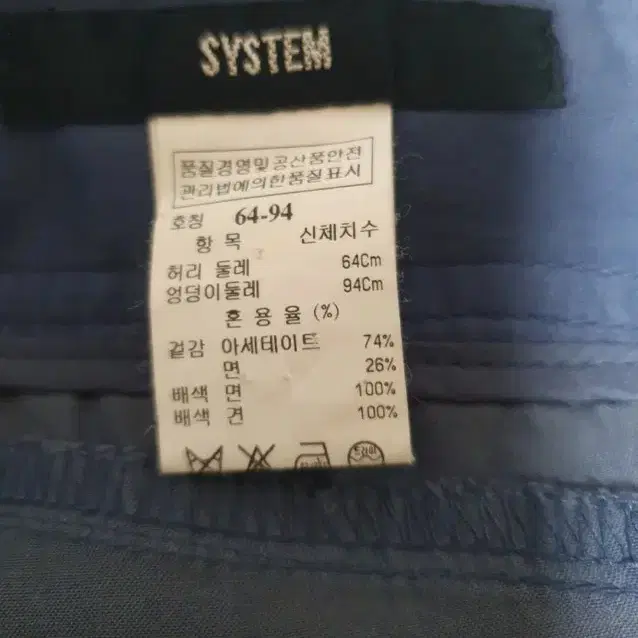 SYSTEM
품질경영및공산품안전
관리법에의한품질표시
호칭 64-94
항 목 신체치수
허리 둘레 64Cm
엉덩이둘레 94Cm
혼 용 율 (%)
겉감 아세테이트 74%
면 26%
배색 면 100%
배색 견 100%